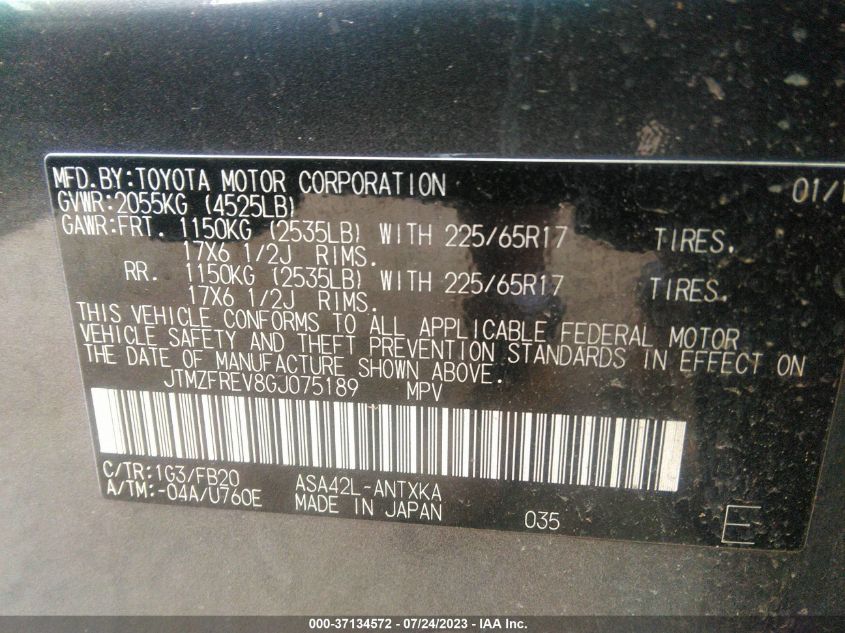 MFD.BY:TOYOTA MOTOR CORPORATION 01/1
GVWR:2055KG (4525LB)
GAWR:FRT. 1150KG (2535LB) WITH 225/65R17 TIRES,
17X6 1/2J RIMS.
RR. 1150KG (2535LB) WITH 225/65R17 TIRES,
17X6 1/2J RIMS.
THIS VEHICLE CONFORMS TO ALL APPLICABLE FEDERAL MOTOR
VEHICLE SAFETY AND THEFT PREVENTION STANDARDS IN EFFECT ON
THE DATE OF MANUFACTURE SHOWN ABOVE.
JTMZFREV8GJ075189 MPV
C/TR:1G3/FB20 ASA42L-ANTXKA
A/TM:-04A/U760E MADE IN JAPAN 035 E
000-37134572 - 07/24/2023 - IAA Inc.